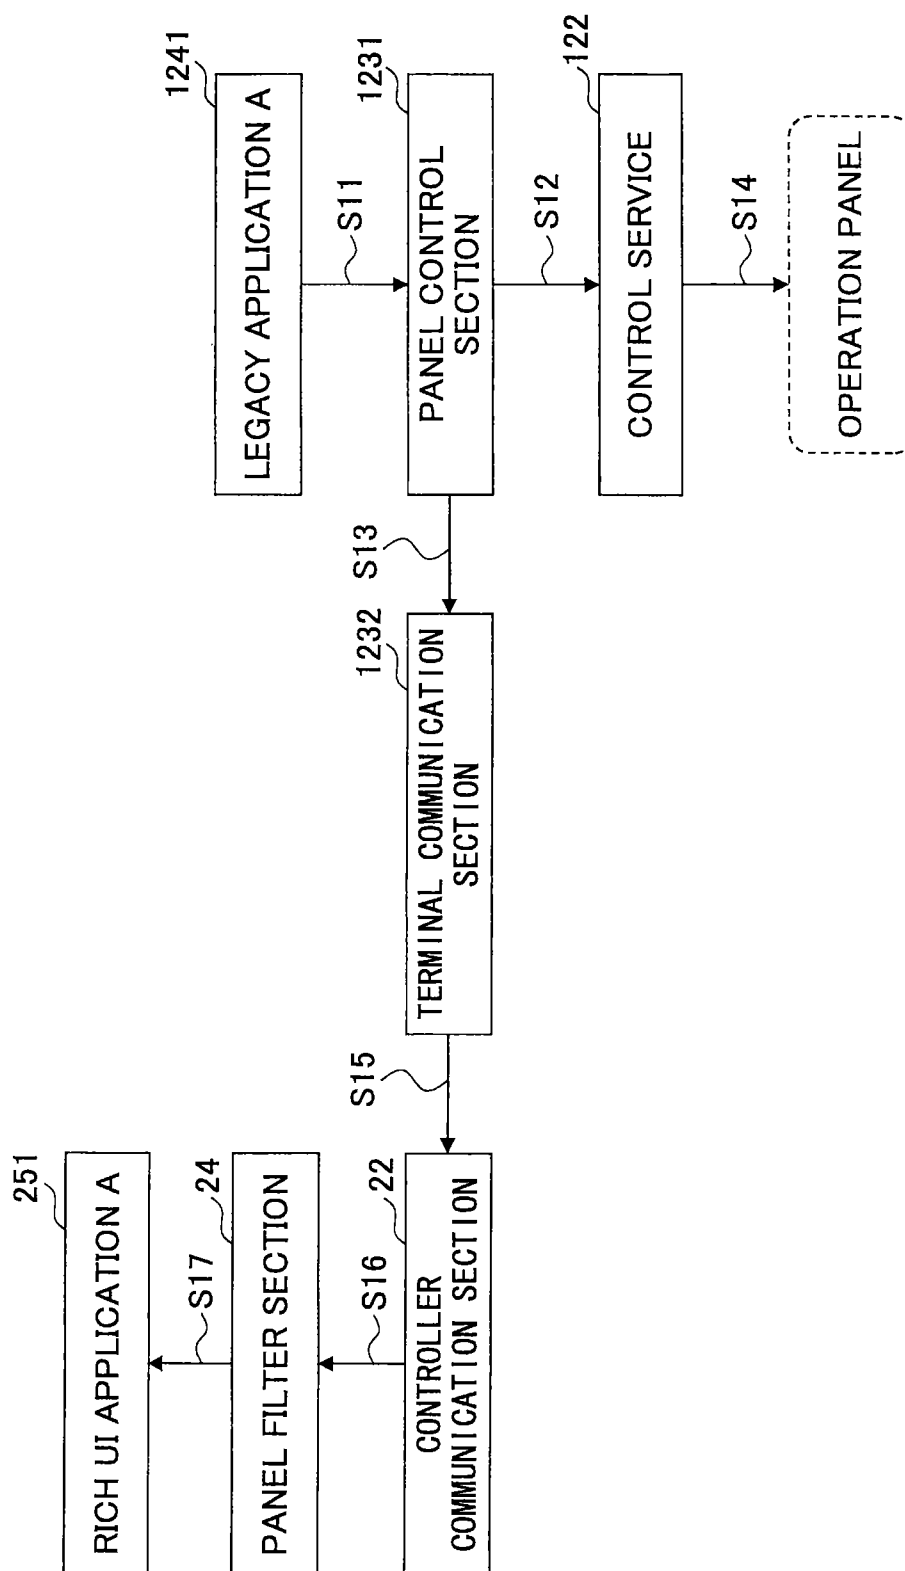 251
RICH UI APPLICATION A
S17
24
PANEL FILTER SECTION
S16
22
CONTROLLER
COMMUNICATION SECTION
S15
1232
TERMINAL COMMUNICATION
SECTION
S13
1241
LEGACY APPLICATION A
S11
1231
PANEL CONTROL
SECTION
S12
122
CONTROL SERVICE
S14
OPERATION PANEL